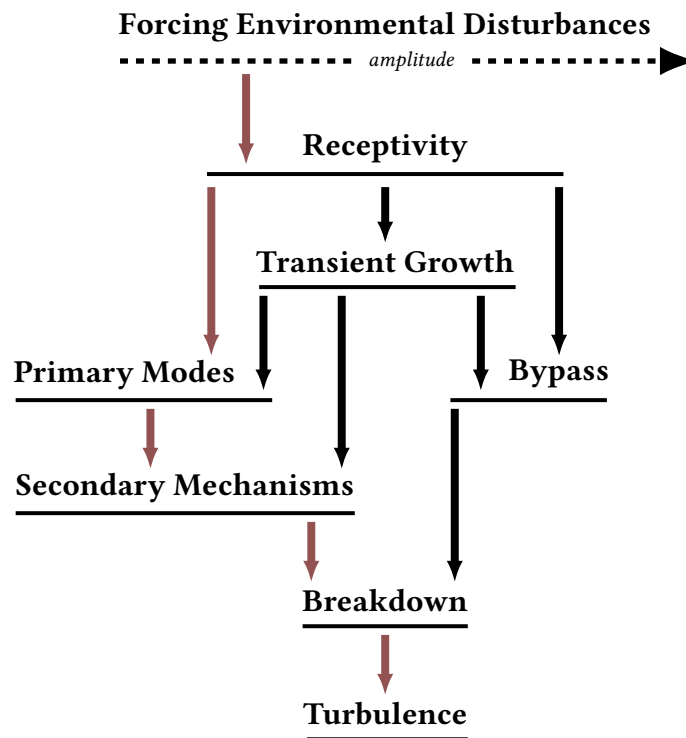 Forcing Environmental Disturbances
amplitude
Receptivity
Transient Growth
Primary Modes
Bypass
Secondary Mechanisms
Breakdown
Turbulence